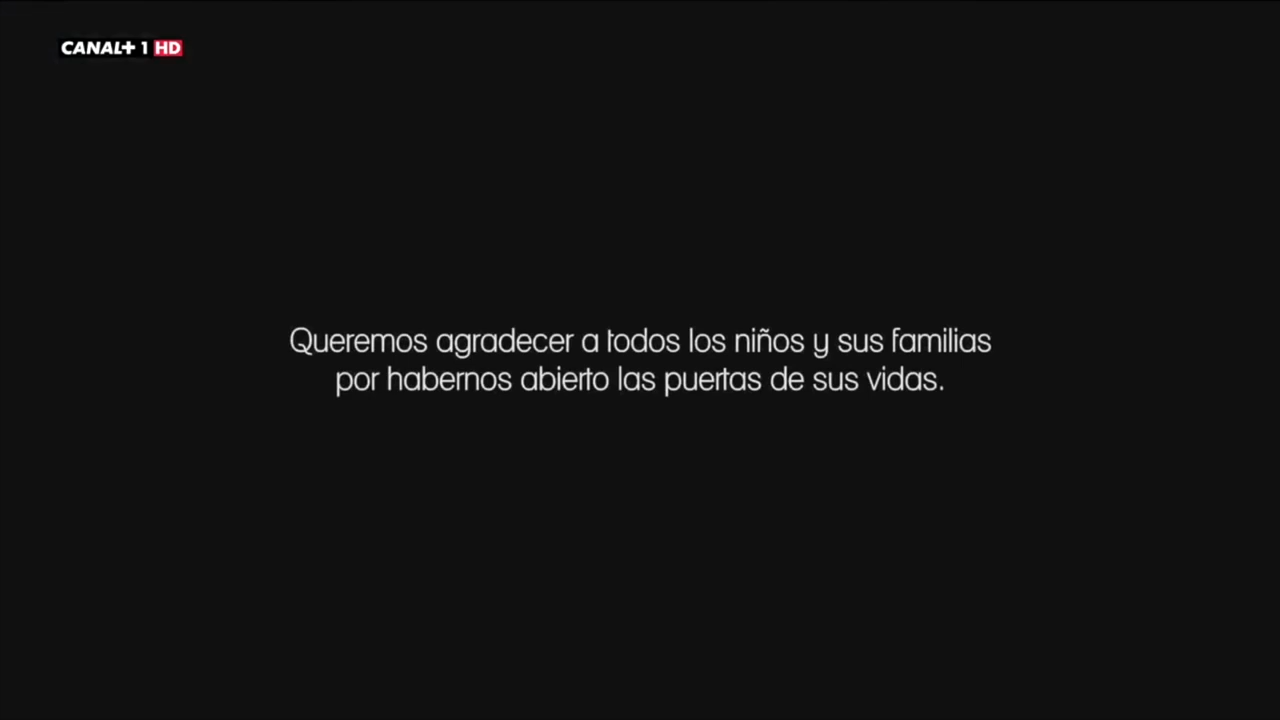 CANAL+ 1 HD
Queremos agradecer a todos los niños y sus familias
por habernos abierto las puertas de sus vidas.